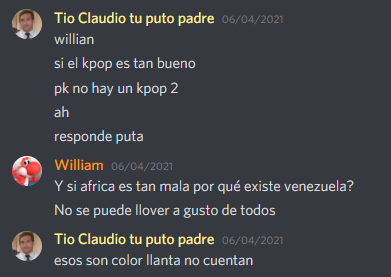 Tio Claudio tu puto padre 06/04/2021
willian
si el kpop es tan bueno
pk no hay un kpop 2
ah
responde puta
William 06/04/2021
Y si africa es tan mala por qué existe venezuela?
No se puede llover a gusto de todos
Tio Claudio tu puto padre 06/04/2021
esos son color llanta no cuentan